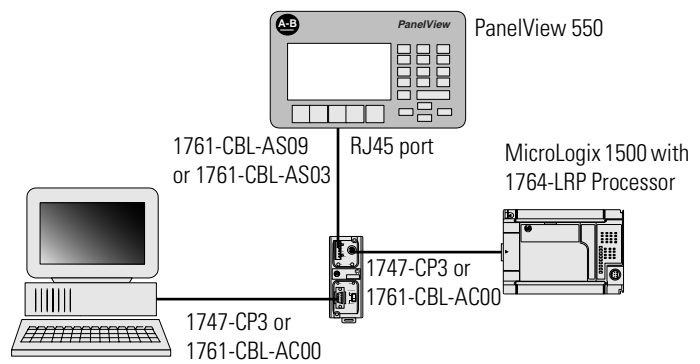 A-B
PanelView
PanelView 550
1761-CBL-AS09
or 1761-CBL-AS03
RJ45 port
MicroLogix 1500 with
1764-LRP Processor
1747-CP3 or
1761-CBL-AC00
1747-CP3 or
1761-CBL-AC00